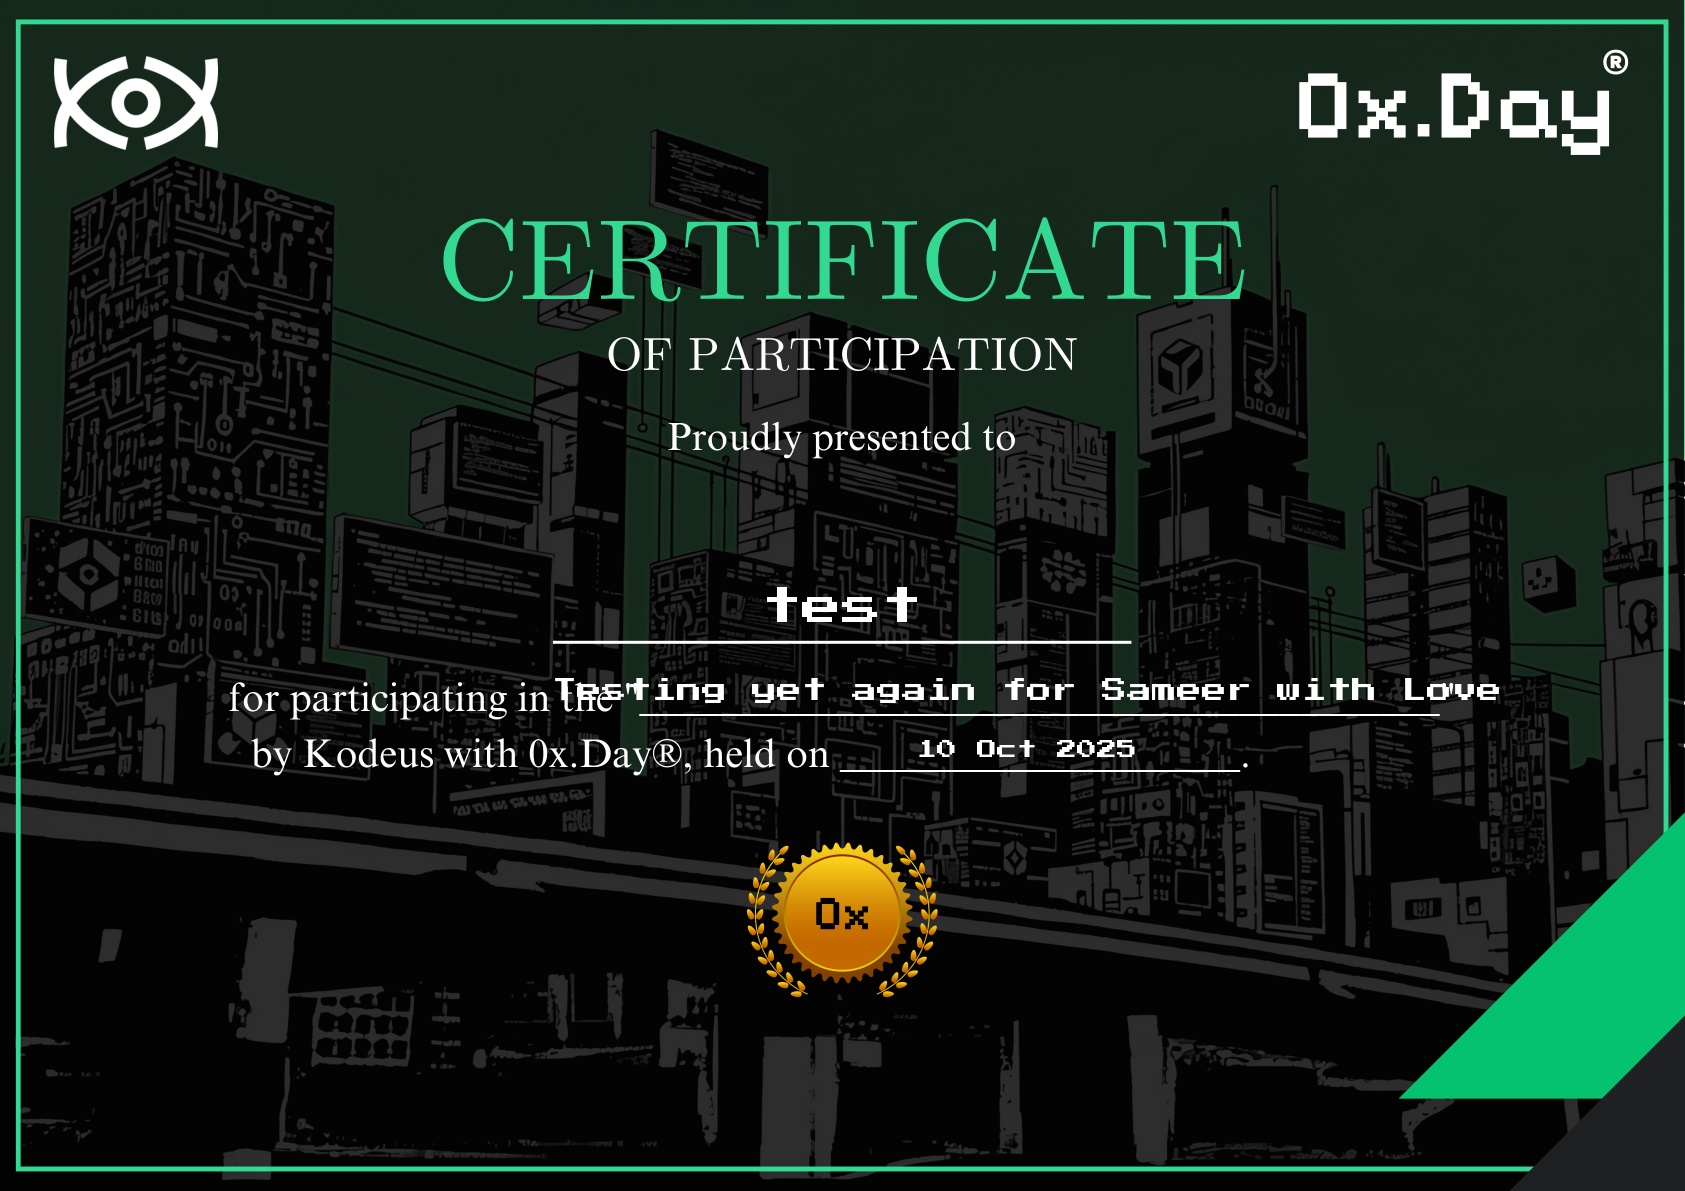 0x.Day®
CERTIFICATE
OF PARTICIPATION
Proudly presented to
test
for participating in the "Testing yet again for Sameer with Love"
by Kodeus with 0x.Day®, held on 10 Oct 2025.
0x